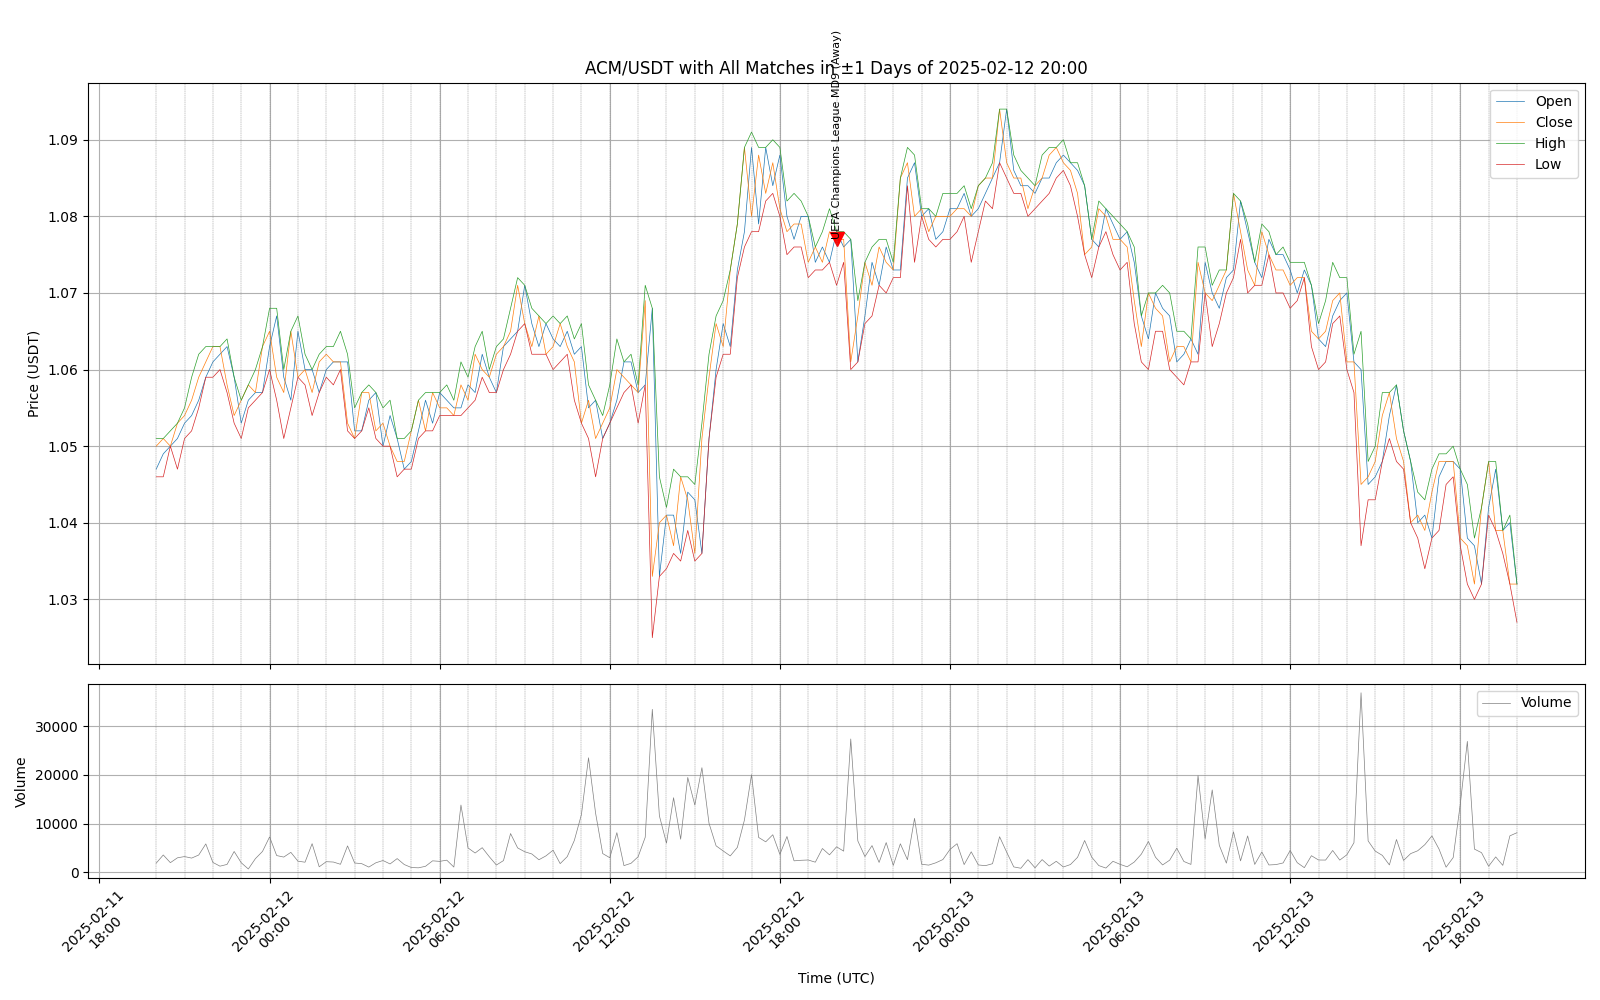 ACM/USDT with All Matches in ±1 Days of 2025-02-12 20:00
UEFA Champions League MD9 (Away)
Open
Close
High
Low
Price (USDT)
1.09
1.08
1.07
1.06
1.05
1.04
1.03
Volume
Volume
30000
20000
10000
0
2025-02-11
18:00
2025-02-12
00:00
2025-02-12
06:00
2025-02-12
12:00
2025-02-12
18:00
2025-02-13
00:00
2025-02-13
06:00
2025-02-13
12:00
2025-02-13
18:00
Time (UTC)